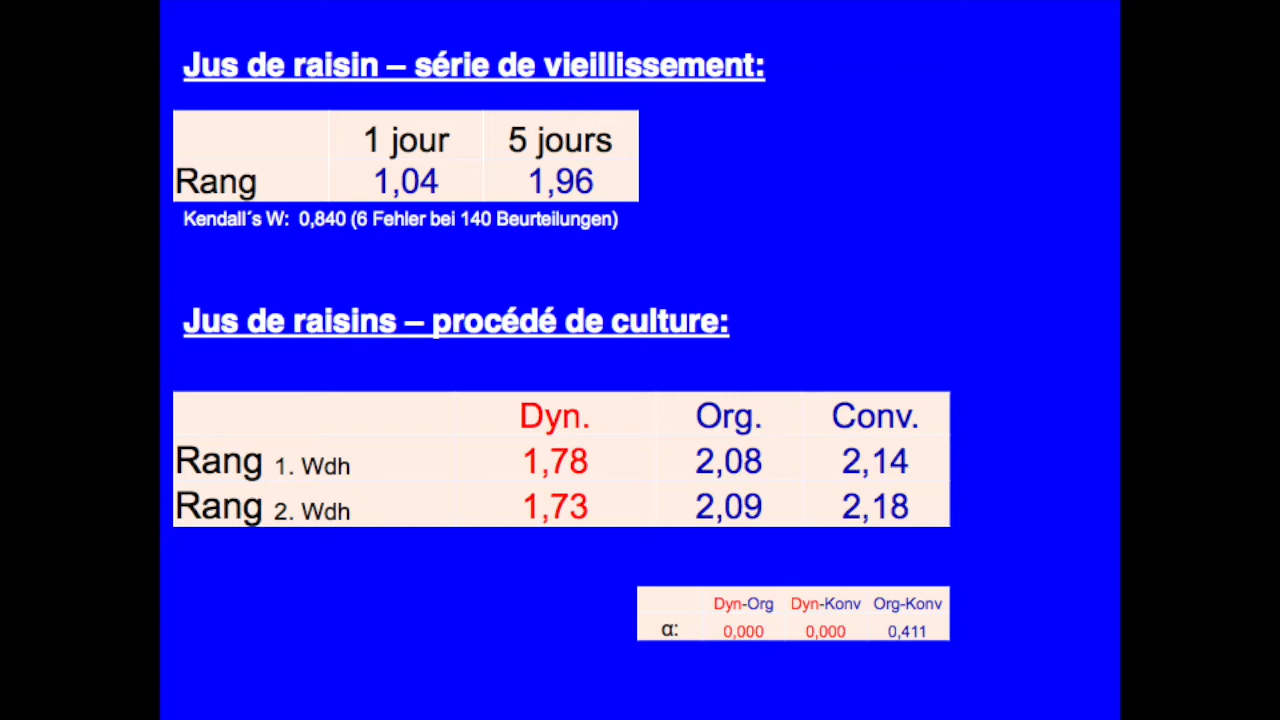 Jus de raisin – série de vieillissement:
1 jour 5 jours
Rang 1,04 1,96
Kendall´s W: 0,840 (6 Fehler bei 140 Beurteilungen)
Jus de raisins – procédé de culture:
Dyn. Org. Conv.
Rang 1. Wdh 1,78 2,08 2,14
Rang 2. Wdh 1,73 2,09 2,18
Dyn-Org Dyn-Konv Org-Konv
α: 0,000 0,000 0,411